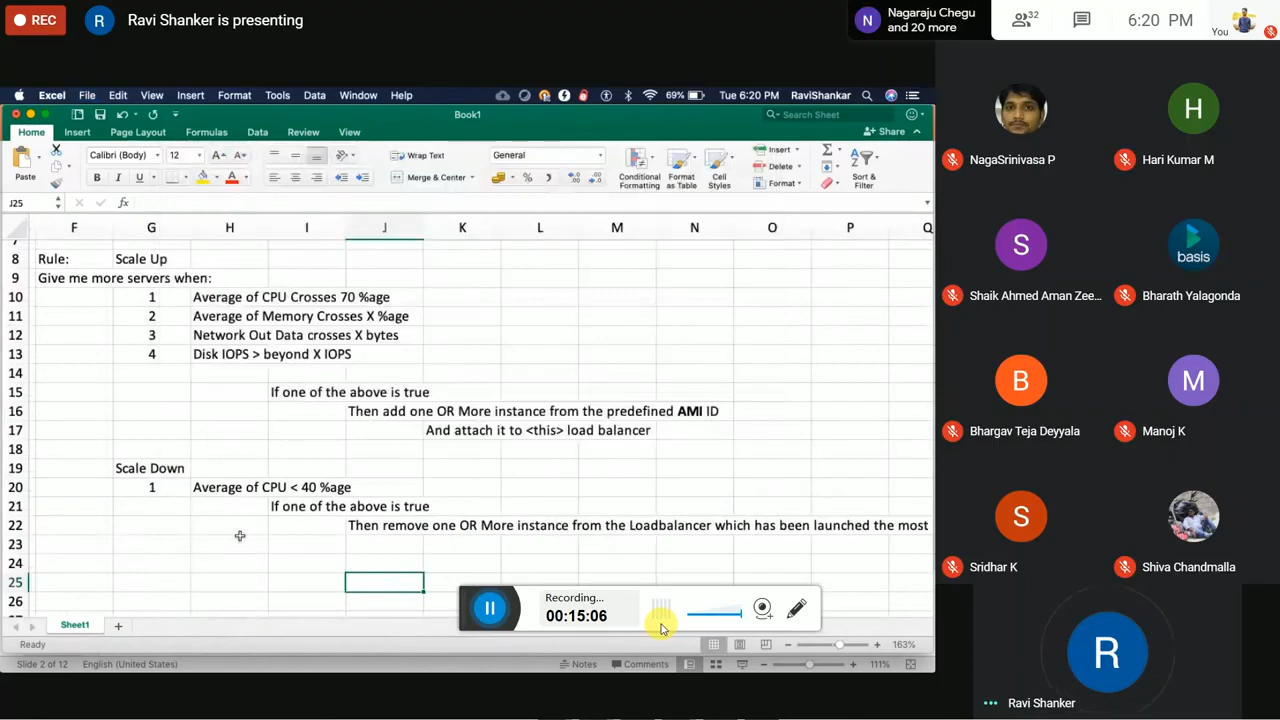 REC
R
Ravi Shanker is presenting
N
Nagaraju Chegu
and 20 more
32
6:20 PM
You
Excel File Edit View Insert Format Tools Data Window Help
69%
Tue 6:20 PM RaviShankar
Book1
Search Sheet
Home Insert Page Layout Formulas Data Review View
Share
Paste
Calibri (Body)
12
Wrap Text
General
Insert
B I U
Merge & Center
Conditional
Formatting
Format
as Table
Cell
Styles
Delete
Format
Sort &
Filter
J25
fx
F G H I J K L M N O P Q
7
8 Rule: Scale Up
9 Give me more servers when:
10 1 Average of CPU Crosses 70 %age
11 2 Average of Memory Crosses X %age
12 3 Network Out Data crosses X bytes
13 4 Disk IOPS > beyond X IOPS
14
15 If one of the above is true
16 Then add one OR More instance from the predefined AMI ID
17 And attach it to <this> load balancer
18
19 Scale Down
20 1 Average of CPU < 40 %age
21 If one of the above is true
22 Then remove one OR More instance from the Loadbalancer which has been launched the most
23
24
25
26
Recording...
00:15:06
Sheet1
Ready
163%
Slide 2 of 12 English (United States)
Notes
Comments
111%
NagaSrinivasa P
H
Hari Kumar M
S
Shaik Ahmed Aman Zee...
basis
Bharath Yalagonda
B
Bhargav Teja Deyyala
M
Manoj K
S
Sridhar K
Shiva Chandmalla
R
Ravi Shanker